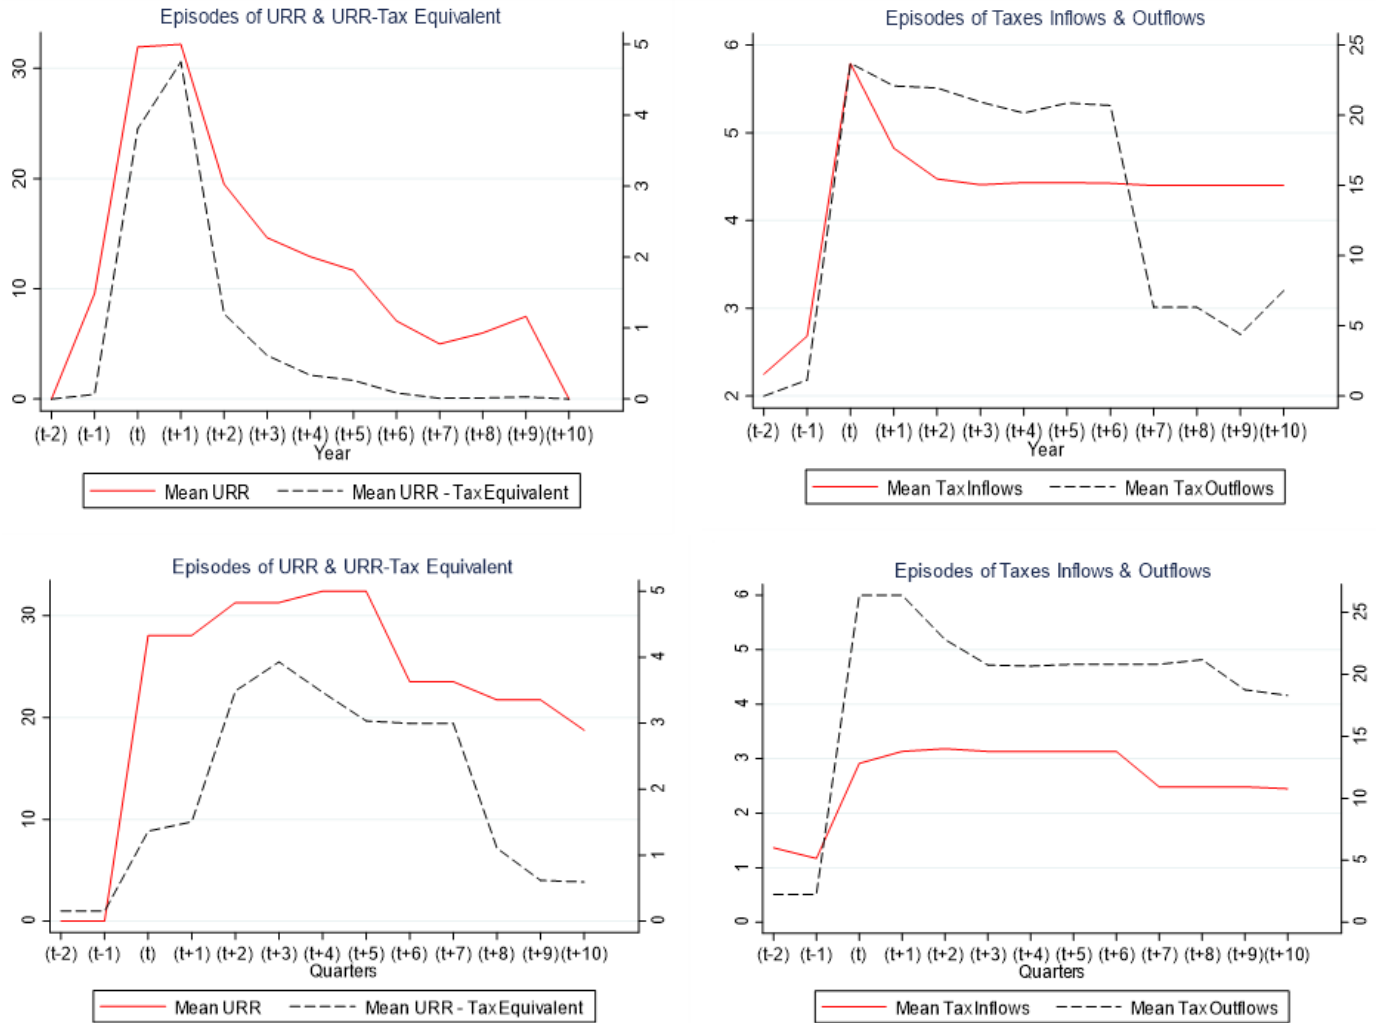 Episodes of URR & URR-Tax Equivalent
30
20
10
0
5
4
3
2
1
0
(t-2) (t-1) (t) (t+1) (t+2) (t+3) (t+4) (t+5) (t+6) (t+7) (t+8) (t+9)(t+10)
Year
Mean URR Mean URR - Tax Equivalent
Episodes of Taxes Inflows & Outflows
6
5
4
3
2
25
20
15
10
5
0
(t-2) (t-1) (t) (t+1) (t+2) (t+3) (t+4) (t+5) (t+6) (t+7) (t+8) (t+9)(t+10)
Year
Mean Tax Inflows Mean Tax Outflows
Episodes of URR & URR-Tax Equivalent
30
20
10
0
5
4
3
2
1
0
(t-2) (t-1) (t) (t+1) (t+2) (t+3) (t+4) (t+5) (t+6) (t+7) (t+8) (t+9)(t+10)
Quarters
Mean URR Mean URR - Tax Equivalent
Episodes of Taxes Inflows & Outflows
6
5
4
3
2
1
0
25
20
15
10
5
0
(t-2) (t-1) (t) (t+1) (t+2) (t+3) (t+4) (t+5) (t+6) (t+7) (t+8) (t+9)(t+10)
Quarters
Mean Tax Inflows Mean Tax Outflows